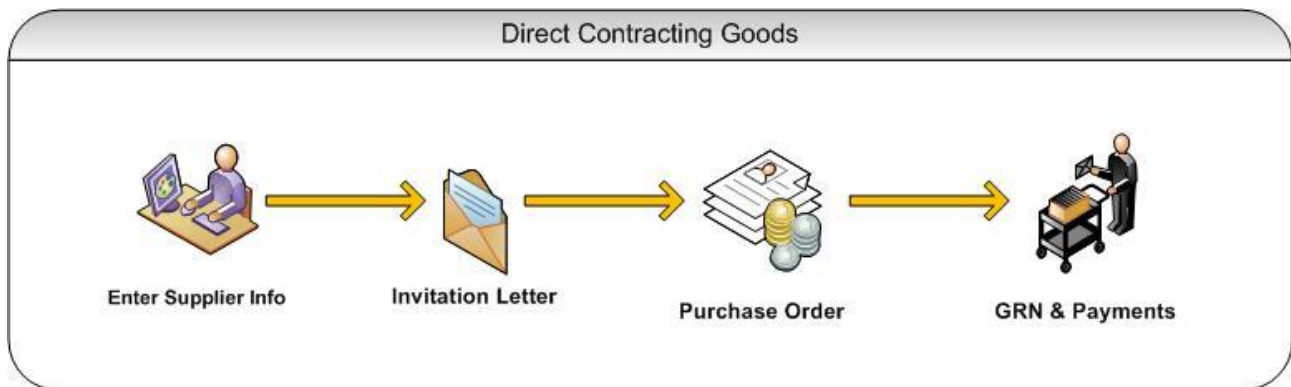 Direct Contracting Goods
Enter Supplier Info
Invitation Letter
Purchase Order
GRN & Payments